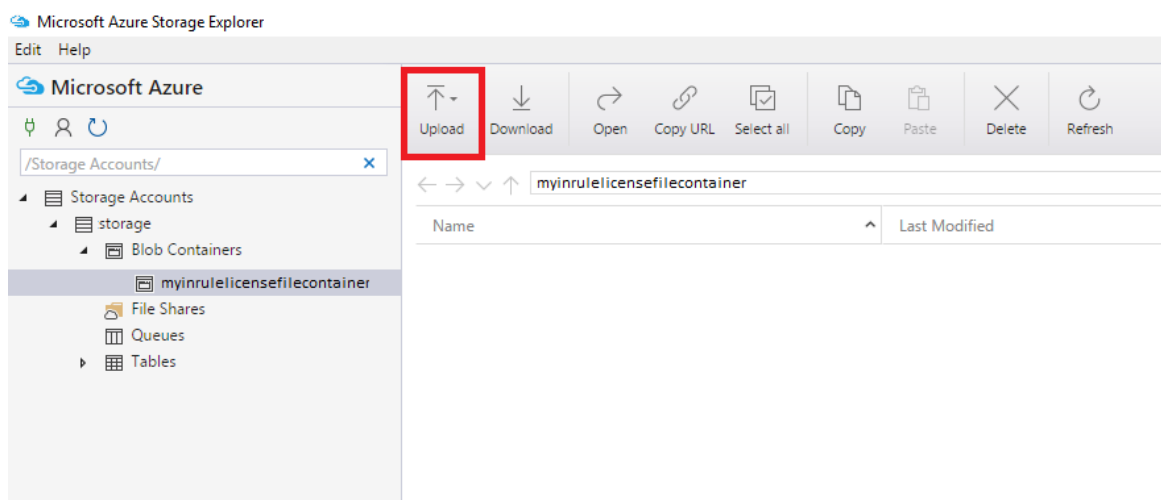 Microsoft Azure Storage Explorer
Edit Help
Microsoft Azure
/Storage Accounts/
Storage Accounts
storage
Blob Containers
myinrulelicensefilecontainer
File Shares
Queues
Tables
Upload Download Open Copy URL Select all Copy Paste Delete Refresh
myinrulelicensefilecontainer
Name Last Modified